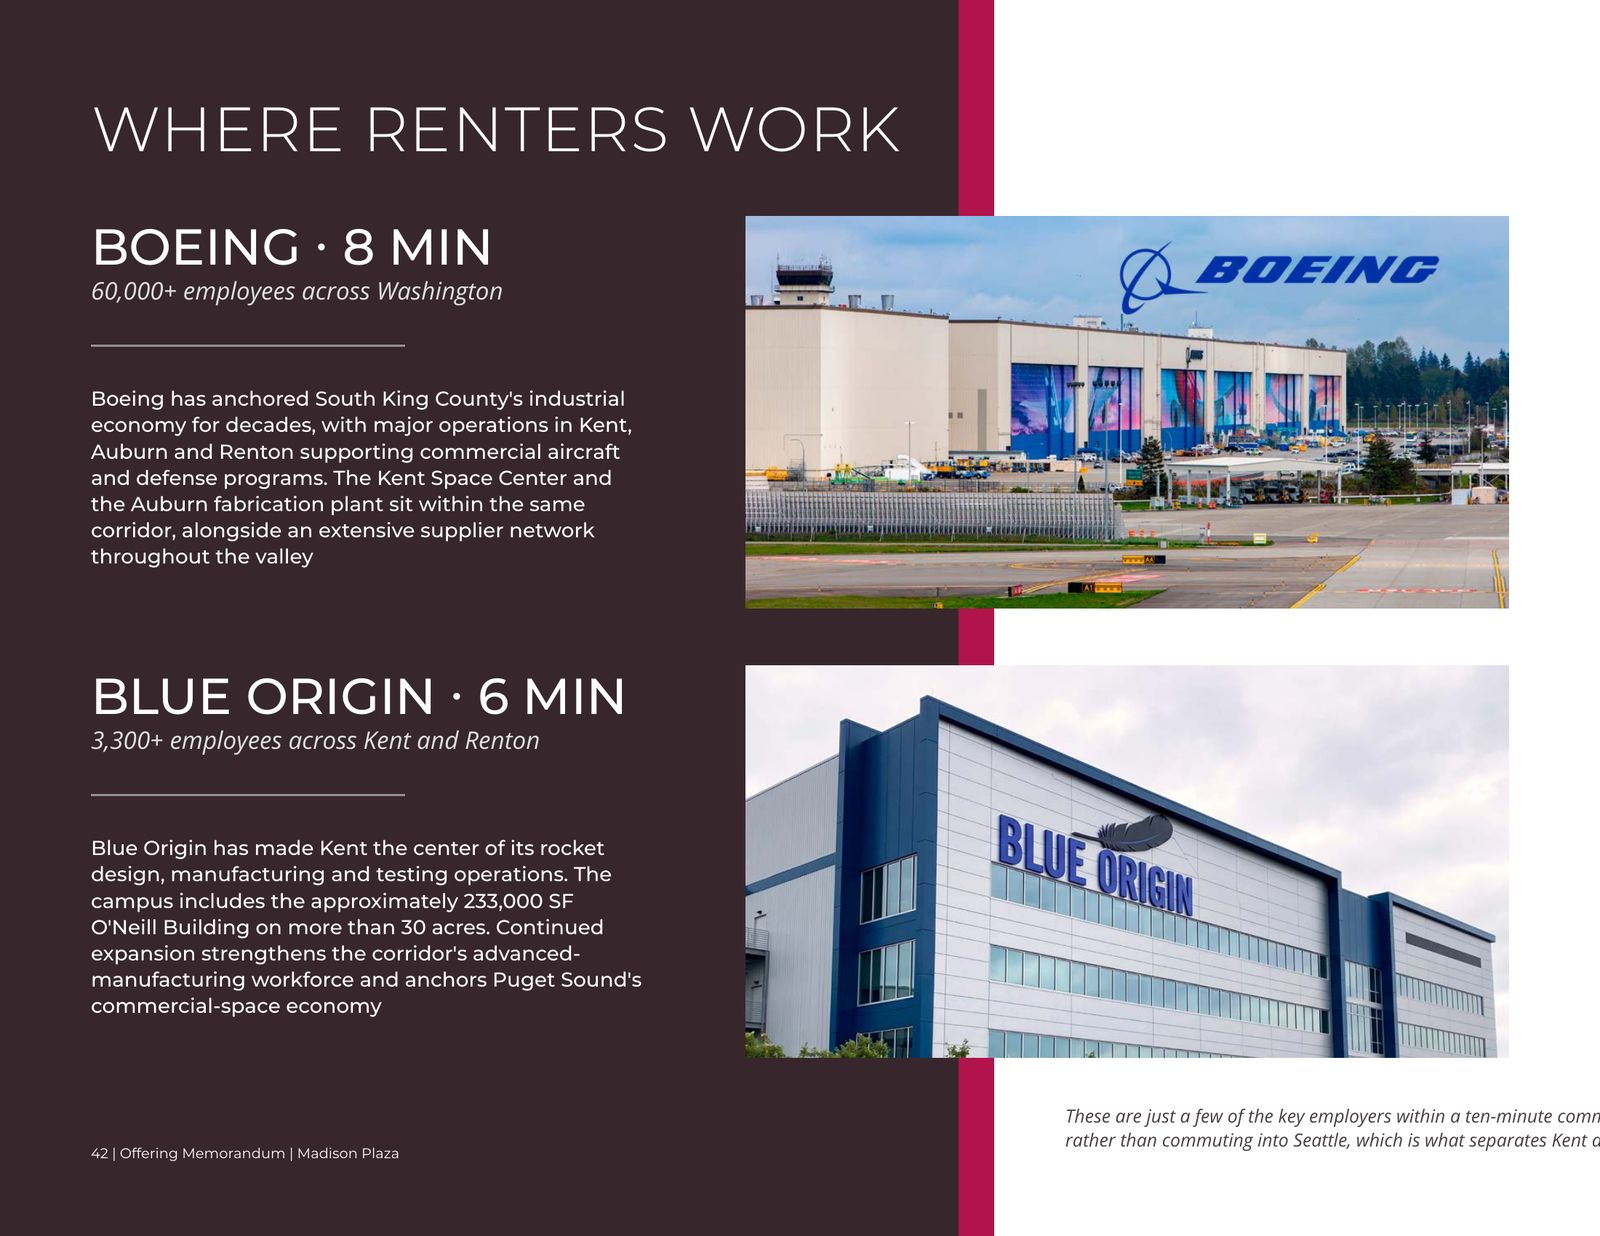 WHERE RENTERS WORK
BOEING · 8 MIN
60,000+ employees across Washington
Boeing has anchored South King County's industrial
economy for decades, with major operations in Kent,
Auburn and Renton supporting commercial aircraft
and defense programs. The Kent Space Center and
the Auburn fabrication plant sit within the same
corridor, alongside an extensive supplier network
throughout the valley
BOEING
BLUE ORIGIN · 6 MIN
3,300+ employees across Kent and Renton
Blue Origin has made Kent the center of its rocket
design, manufacturing and testing operations. The
campus includes the approximately 233,000 SF
O'Neill Building on more than 30 acres. Continued
expansion strengthens the corridor's advanced-
manufacturing workforce and anchors Puget Sound's
commercial-space economy
BLUE ORIGIN
These are just a few of the key employers within a ten-minute
rather than commuting into Seattle, which is what separates Kent
42 | Offering Memorandum | Madison Plaza